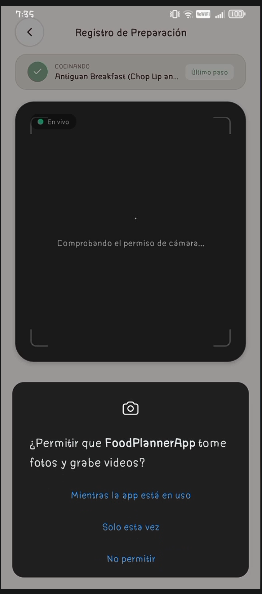 7:35
Registro de Preparación
COCINANDO
Antiguan Breakfast (Chop Up an...
Último paso
En vivo
Comprobando el permiso de cámara...
¿Permitir que FoodPlannerApp tome
fotos y grabe videos?
Mientras la app está en uso
Solo esta vez
No permitir